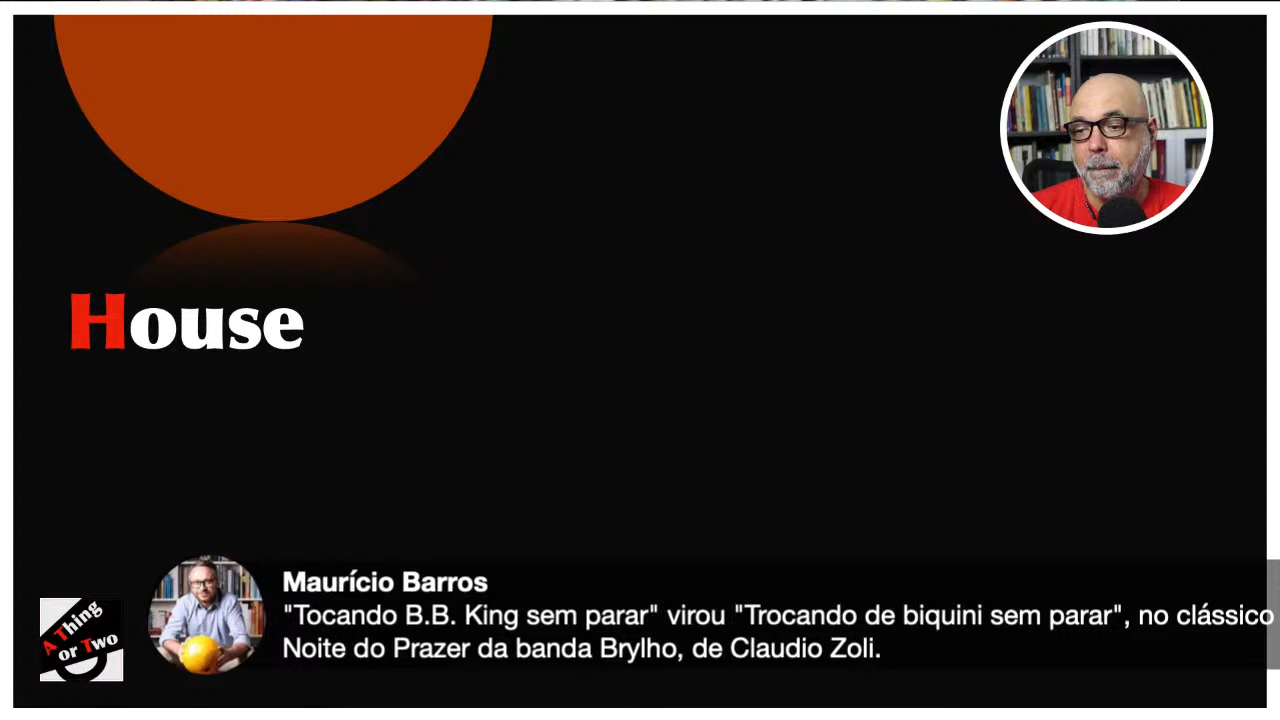 House
A Thing
or Two
Maurício Barros
"Tocando B.B. King sem parar" virou "Trocando de biquini sem parar", no clássico
Noite do Prazer da banda Brylho, de Claudio Zoli.